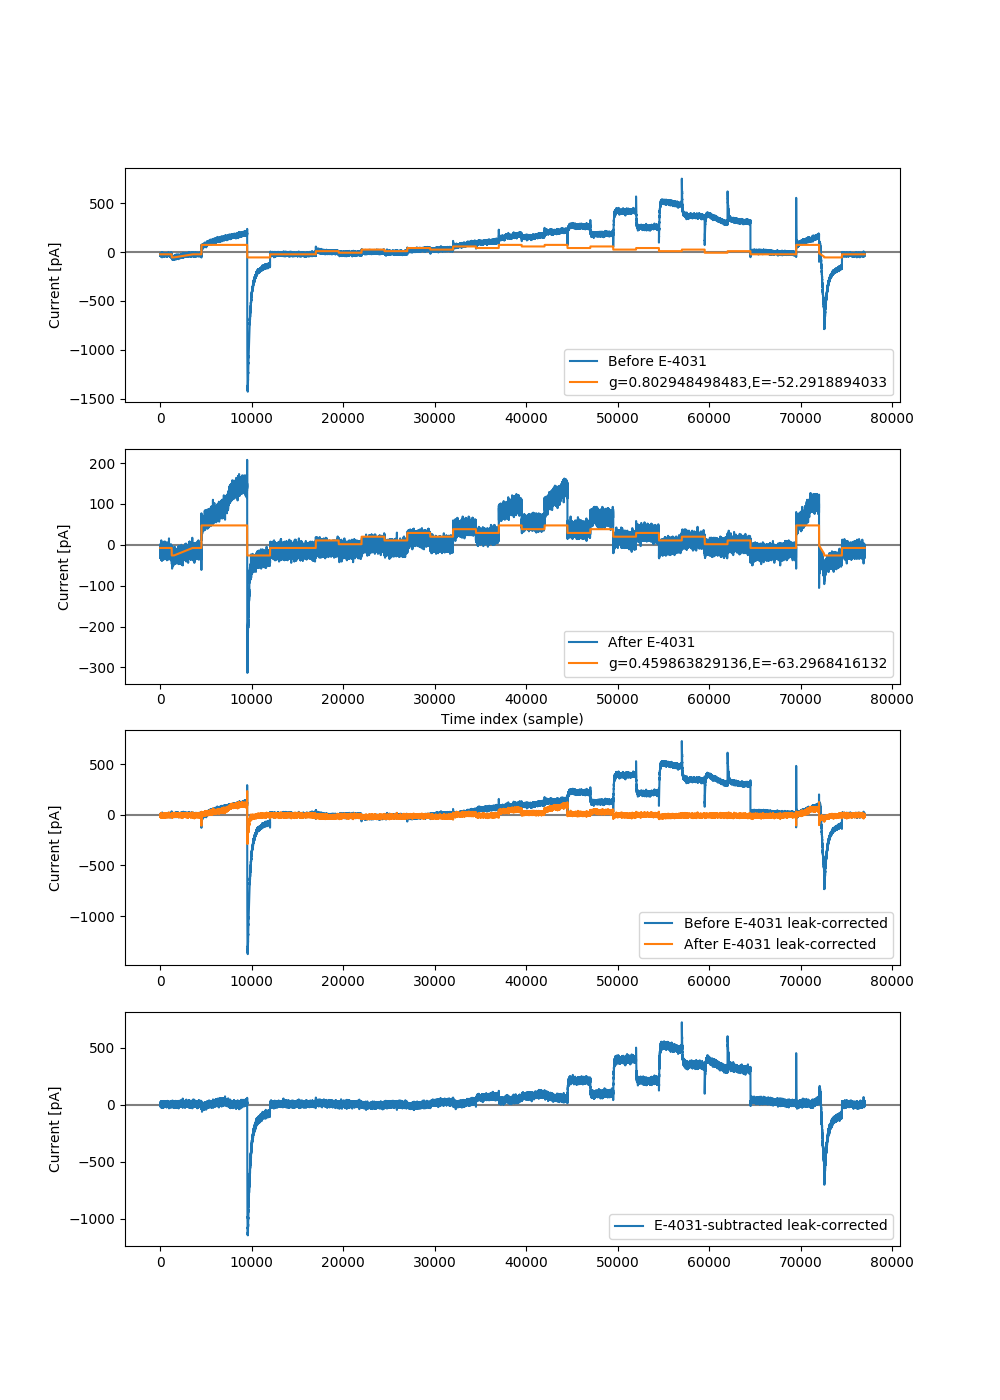 500
0
−500
−1000
−1500
Current [pA]
Before E-4031
g=0.802948498483,E=-52.2918894033
0 10000 20000 30000 40000 50000 60000 70000 80000
200
100
0
−100
−200
−300
Current [pA]
After E-4031
g=0.459863829136,E=-63.2968416132
0 10000 20000 30000 40000 50000 60000 70000 80000
Time index (sample)
500
0
−500
−1000
Current [pA]
Before E-4031 leak-corrected
After E-4031 leak-corrected
0 10000 20000 30000 40000 50000 60000 70000 80000
500
0
−500
−1000
Current [pA]
E-4031-subtracted leak-corrected
0 10000 20000 30000 40000 50000 60000 70000 80000